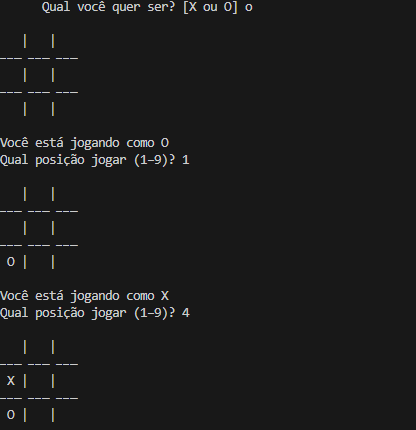 Qual você quer ser? [X ou O] o
| |
--- --- ---
| |
--- --- ---
| |
Você está jogando como O
Qual posição jogar (1-9)? 1
| |
--- --- ---
| |
--- --- ---
O | |
Você está jogando como X
Qual posição jogar (1-9)? 4
| |
--- --- ---
X | |
--- --- ---
O | |